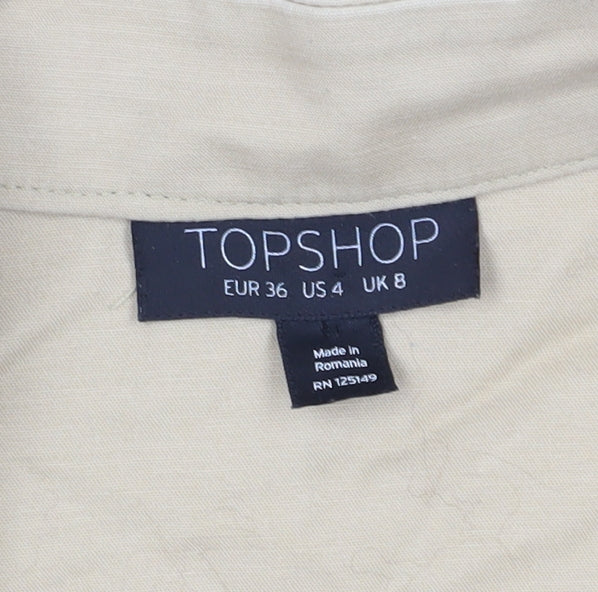 TOPSHOP
EUR 36 US 4 UK 8
Made in
Romania
RN 125149